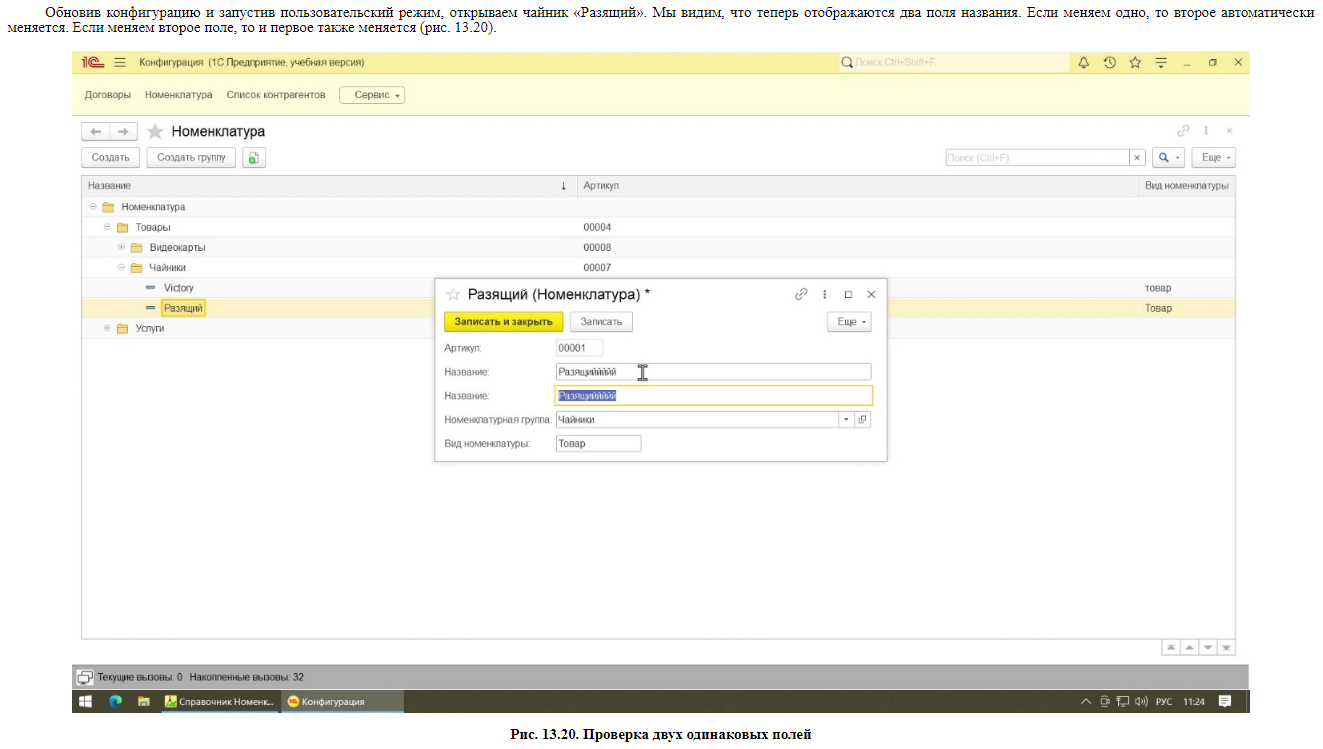 Обновив конфигурацию и запустив пользовательский режим, открываем чайник «Разящий». Мы видим, что теперь отображаются два поля названия. Если меняем одно, то второе автоматически
меняется. Если меняем второе поле, то и первое также меняется (рис. 13.20).
1С Конфигурация (1С:Предприятие, учебная версия) Поиск Ctrl+Shift+F
Договоры Номенклатура Список контрагентов Сервис
Номенклатура
Создать Создать группу Поиск (Ctrl+F) × Еще
Название ↓ Артикул Вид номенклатуры
Номенклатура
Товары 00004
Видеокарты 00008
Чайники 00007
Victory товар
Разящий Товар
Услуги
Разящий (Номенклатура) *
Записать и закрыть Записать Еще
Артикул: 00001
Название: Разящиййййй
Название: Разящиййййй
Номенклатурная группа: Чайники
Вид номенклатуры: Товар
Текущие вызовы: 0 Накопленные вызовы: 32
Справочник Номенк... Конфигурация РУС 11:24
Рис. 13.20. Проверка двух одинаковых полей